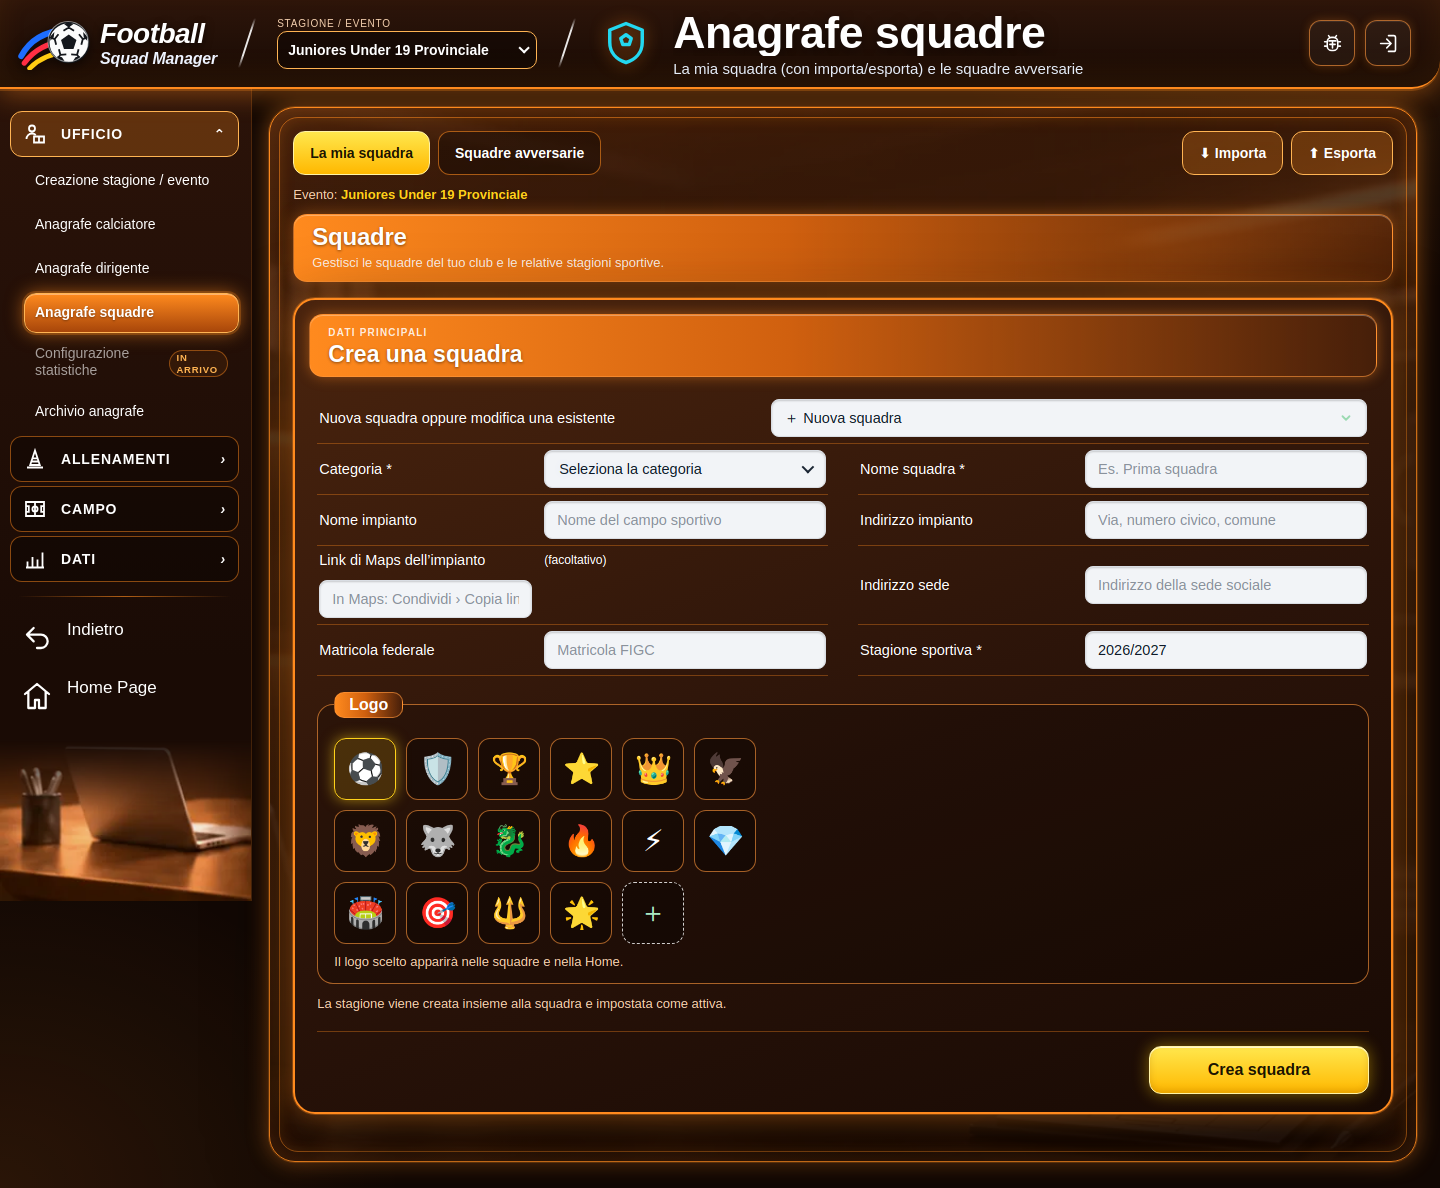 Football
Squad Manager
STAGIONE / EVENTO
Juniores Under 19 Provinciale
Anagrafe squadre
La mia squadra (con importa/esporta) e le squadre avversarie
UFFICIO
Creazione stagione / evento
Anagrafe calciatore
Anagrafe dirigente
Anagrafe squadre
Configurazione
statistiche
IN
ARRIVO
Archivio anagrafe
ALLENAMENTI
CAMPO
DATI
Indietro
Home Page
La mia squadra
Squadre avversarie
⬇ Importa
⬆ Esporta
Evento: Juniores Under 19 Provinciale
Squadre
Gestisci le squadre del tuo club e le relative stagioni sportive.
DATI PRINCIPALI
Crea una squadra
Nuova squadra oppure modifica una esistente
＋ Nuova squadra
Categoria *
Seleziona la categoria
Nome squadra *
Es. Prima squadra
Nome impianto
Nome del campo sportivo
Indirizzo impianto
Via, numero civico, comune
Link di Maps dell’impianto
(facoltativo)
In Maps: Condividi › Copia lin
Indirizzo sede
Indirizzo della sede sociale
Matricola federale
Matricola FIGC
Stagione sportiva *
2026/2027
Logo
＋
Il logo scelto apparirà nelle squadre e nella Home.
La stagione viene creata insieme alla squadra e impostata come attiva.
Crea squadra